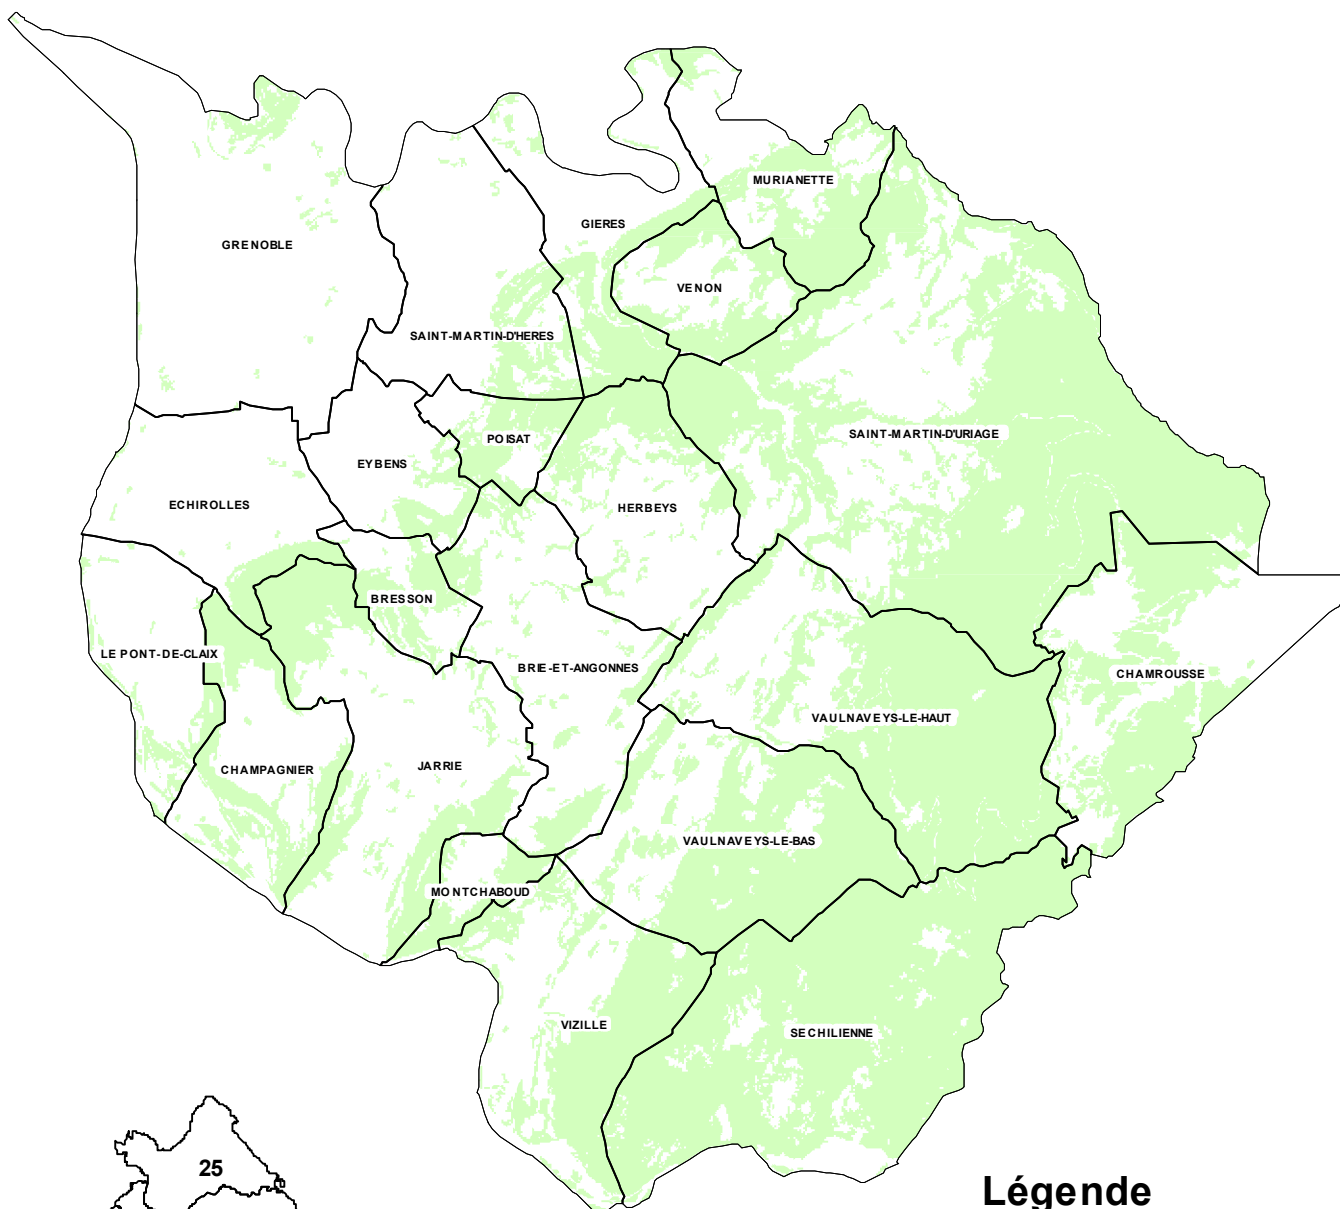 MURIANETTE
GIERES
GRENOBLE
VENON
SAINT-MARTIN-D'HERES
SAINT-MARTIN-D'URIAGE
POISAT
EYBENS
ECHIROLLES
HERBEYS
BRESSON
LE PONT-DE-CLAIX
BRIE-ET-ANGONNES
CHAMROUSSE
VAULNAVEYS-LE-HAUT
CHAMPAGNIER
JARRIE
VAULNAVEYS-LE-BAS
MONTCHABOUD
VIZILLE
SECHILIENNE
25
Légende